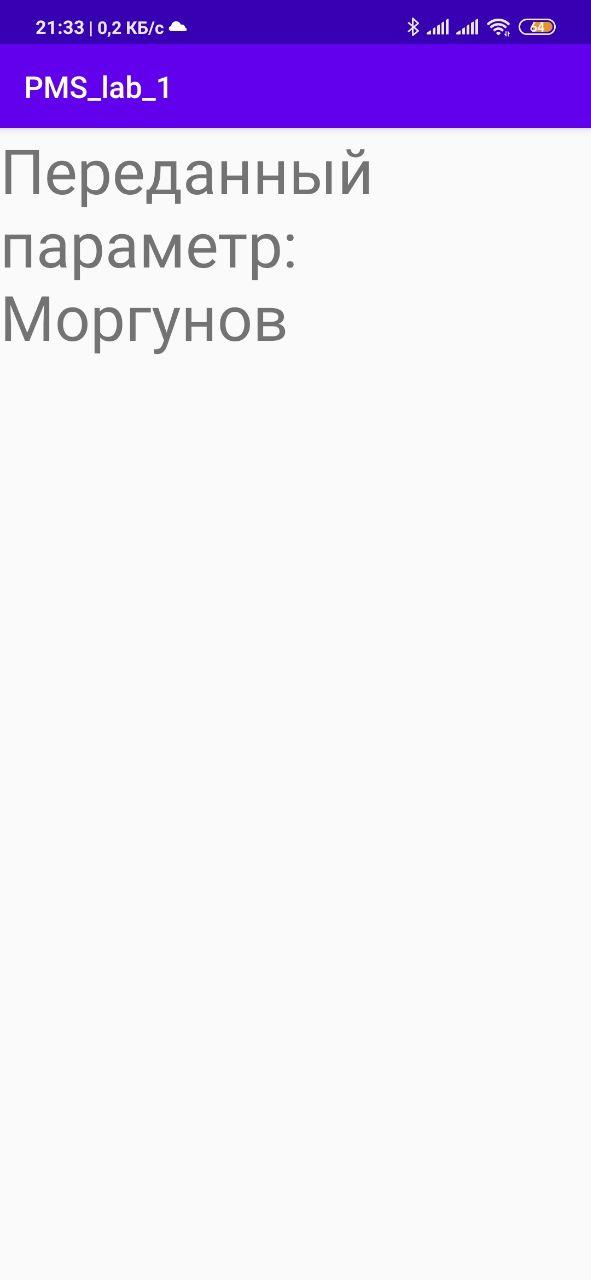 21:33 | 0,2 КБ/с 64
PMS_lab_1
Переданный
параметр:
Моргунов